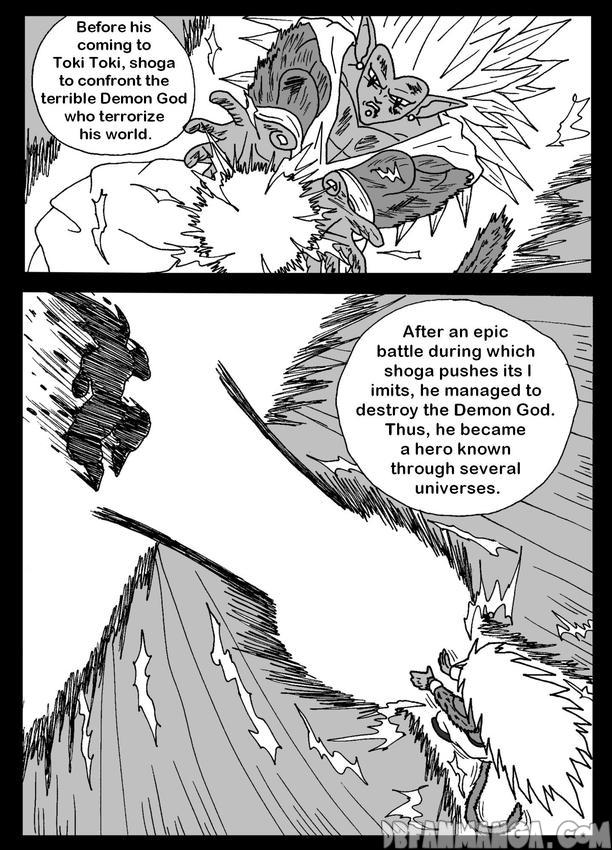 Before his
coming to
Toki Toki, shoga
to confront the
terrible Demon God
who terrorize
his world.
After an epic
battle during which
shoga pushes its l
imits, he managed to
destroy the Demon God.
Thus, he became
a hero known
through several
universes.
DBFANMANGA.COM